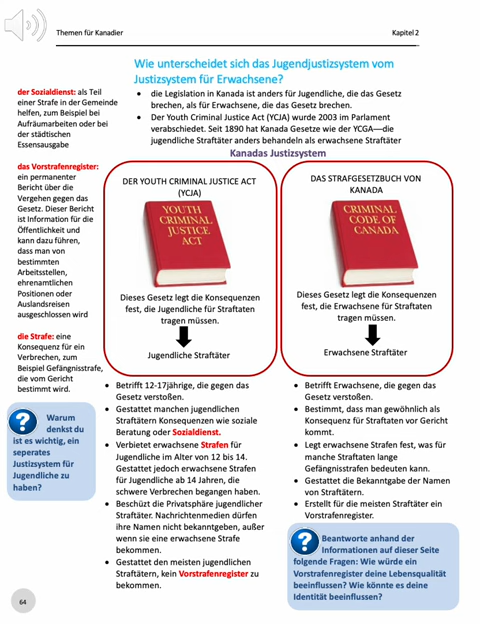 Themen für Kanadier
Kapitel 2
Wie unterscheidet sich das Jugendjustizsystem vom
Justizsystem für Erwachsene?
der Sozialdienst: als Teil
einer Strafe in der Gemeinde
helfen, zum Beispiel bei
Aufräumarbeiten oder bei
der städtischen
Essensausgabe
das Vorstrafenregister:
ein permanenter
Bericht über die
Vergehen gegen das
Gesetz. Dieser Bericht
ist Information für die
Öffentlichkeit und
kann dazu führen,
dass man von
bestimmten
Arbeitsstellen,
ehrenamtlichen
Positionen oder
Auslandsreisen
ausgeschlossen wird
die Strafe: eine
Konsequenz für ein
Verbrechen, zum
Beispiel Gefängnisstrafe,
die vom Gericht
bestimmt wird.
Warum
denkst du
ist es wichtig, ein
seperates
Justizsystem für
Jugendliche zu
haben?
• die Legislation in Kanada ist anders für Jugendliche, die das Gesetz
brechen, als für Erwachsene, die das Gesetz brechen.
• Der Youth Criminal Justice Act (YCJA) wurde 2003 im Parlament
verabschiedet. Seit 1890 hat Kanada Gesetze wie der YCGA—die
jugendliche Straftäter anders behandeln als erwachsene Straftäter
Kanadas Justizsystem
DER YOUTH CRIMINAL JUSTICE ACT
(YCJA)
YOUTH
CRIMINAL
JUSTICE
ACT
Dieses Gesetz legt die Konsequenzen
fest, die Jugendliche für Straftaten
tragen müssen.
Jugendliche Straftäter
• Betrifft 12-17jährige, die gegen das
Gesetz verstoßen.
• Gestattet manchen jugendlichen
Straftätern Konsequenzen wie soziale
Beratung oder Sozialdienst.
• Verbietet erwachsene Strafen für
Jugendliche im Alter von 12 bis 14.
Gestattet jedoch erwachsene Strafen
für Jugendliche ab 14 Jahren, die
schwere Verbrechen begangen haben.
• Beschüzt die Privatsphäre jugendlicher
Straftäter. Nachrichtenmedien dürfen
ihre Namen nicht bekanntgeben, außer
wenn sie eine erwachsene Strafe
bekommen.
• Gestattet den meisten jugendlichen
Straftätern, kein Vorstrafenregister zu
bekommen.
DAS STRAFGESETZBUCH VON
KANADA
CRIMINAL
CODE OF
CANADA
Dieses Gesetz legt die Konsequenzen
fest, die Erwachsene für Straftaten
tragen müssen.
Erwachsene Straftäter
• Betrifft Erwachsene, die gegen das
Gesetz verstoßen.
• Bestimmt, dass man gewöhnlich als
Konsequenz für Straftaten vor Gericht
kommt.
• Legt erwachsene Strafen fest, was für
manche Straftaten lange
Gefängnisstrafen bedeuten kann.
• Gestattet die Bekanntgabe der Namen
von Straftätern.
• Erstellt für die meisten Straftäter ein
Vorstrafenregister.
Beantworte anhand der
Informationen auf dieser Seite
folgende Fragen: Wie würde ein
Vorstrafenregister deine Lebensqualität
beeinflussen? Wie könnte es deine
Identität beeinflussen?
64